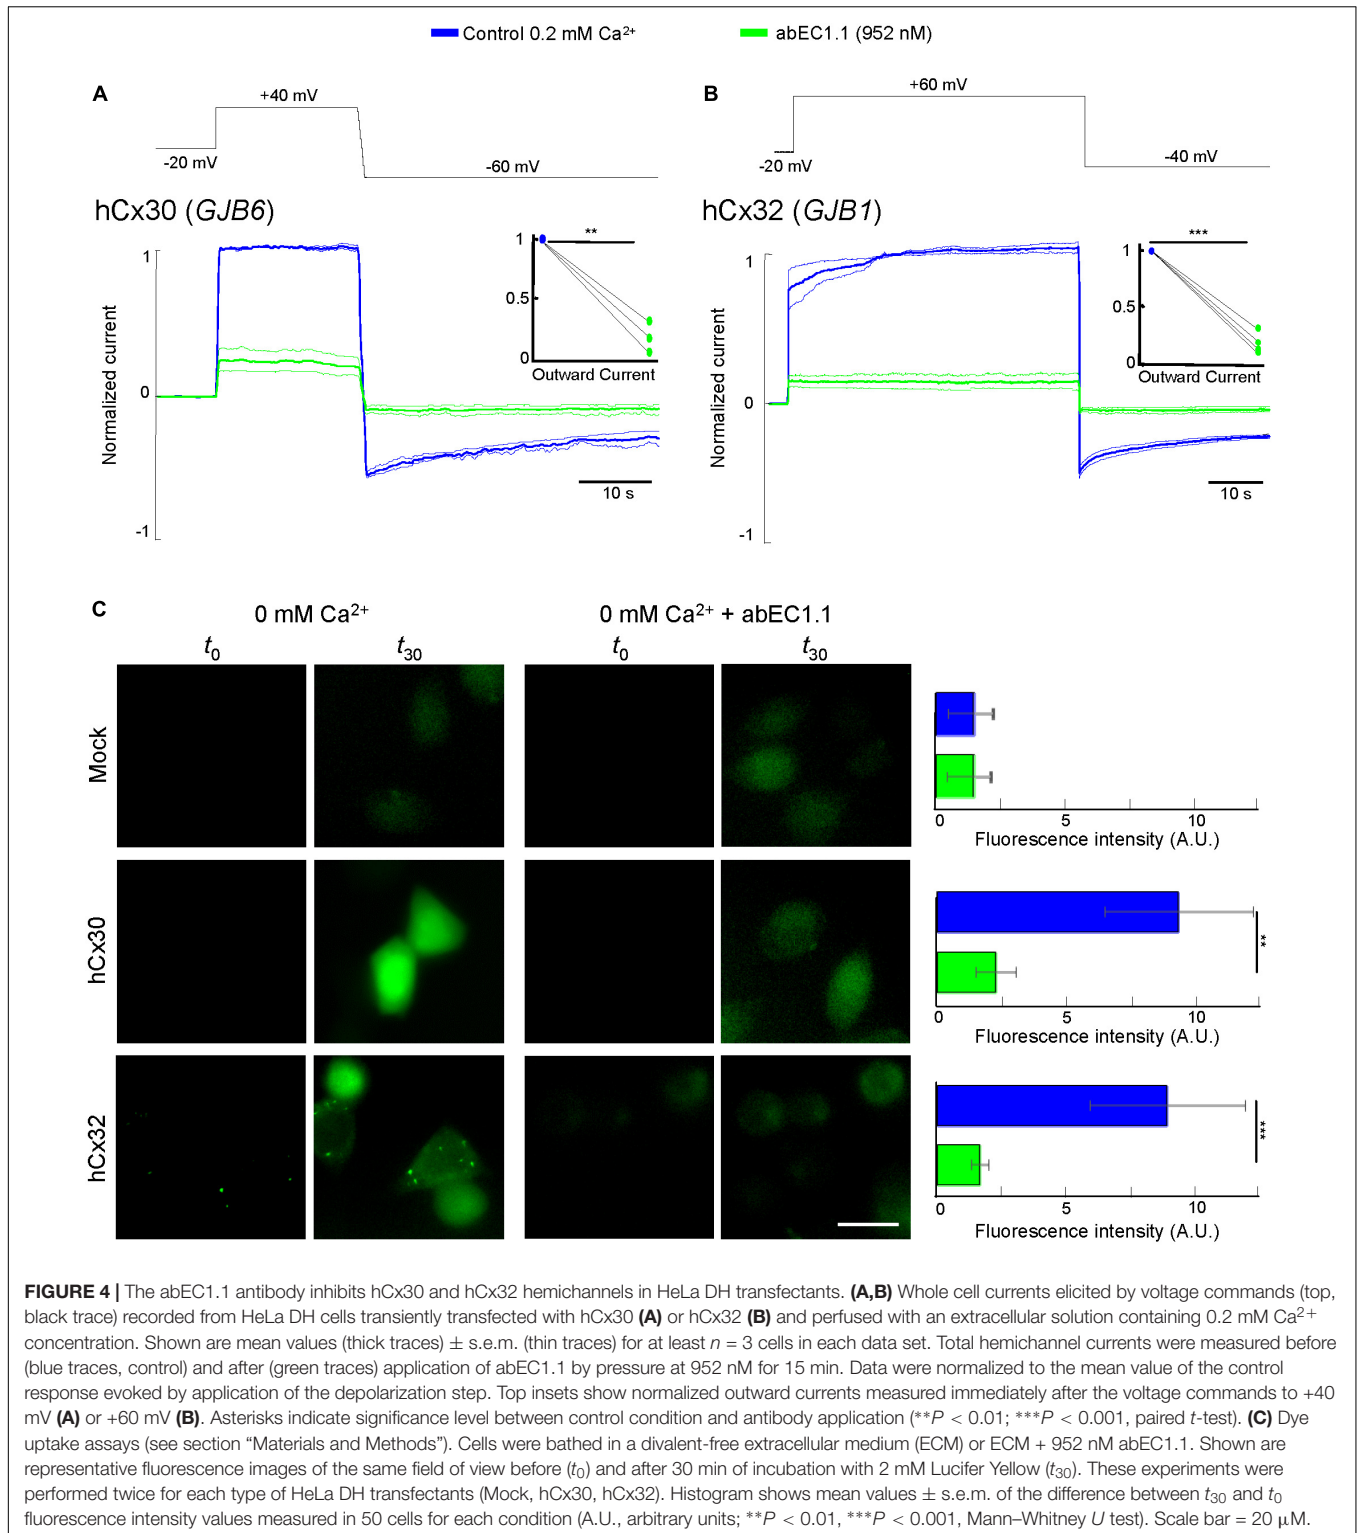 Control 0.2 mM Ca2+
abEC1.1 (952 nM)
A
+40 mV
-20 mV
-60 mV
hCx30 (GJB6)
Normalized current
1
0
-1
**
1
0.5
0
Outward Current
10 s
B
+60 mV
-20 mV
-40 mV
hCx32 (GJB1)
Normalized current
1
0
-1
***
1
0.5
0
Outward Current
10 s
C
0 mM Ca2+
0 mM Ca2+ + abEC1.1
t0
t30
t0
t30
Mock
0 5 10
Fluorescence intensity (A.U.)
hCx30
**
0 5 10
Fluorescence intensity (A.U.)
hCx32
***
0 5 10
Fluorescence intensity (A.U.)
FIGURE 4 | The abEC1.1 antibody inhibits hCx30 and hCx32 hemichannels in HeLa DH transfectants. (A,B) Whole cell currents elicited by voltage commands (top,
black trace) recorded from HeLa DH cells transiently transfected with hCx30 (A) or hCx32 (B) and perfused with an extracellular solution containing 0.2 mM Ca2+
concentration. Shown are mean values (thick traces) ± s.e.m. (thin traces) for at least n = 3 cells in each data set. Total hemichannel currents were measured before
(blue traces, control) and after (green traces) application of abEC1.1 by pressure at 952 nM for 15 min. Data were normalized to the mean value of the control
response evoked by application of the depolarization step. Top insets show normalized outward currents measured immediately after the voltage commands to +40
mV (A) or +60 mV (B). Asterisks indicate significance level between control condition and antibody application (**P < 0.01; ***P < 0.001, paired t-test). (C) Dye
uptake assays (see section “Materials and Methods”). Cells were bathed in a divalent-free extracellular medium (ECM) or ECM + 952 nM abEC1.1. Shown are
representative fluorescence images of the same field of view before (t0) and after 30 min of incubation with 2 mM Lucifer Yellow (t30). These experiments were
performed twice for each type of HeLa DH transfectants (Mock, hCx30, hCx32). Histogram shows mean values ± s.e.m. of the difference between t30 and t0
fluorescence intensity values measured in 50 cells for each condition (A.U., arbitrary units; **P < 0.01, ***P < 0.001, Mann–Whitney U test). Scale bar = 20 μM.